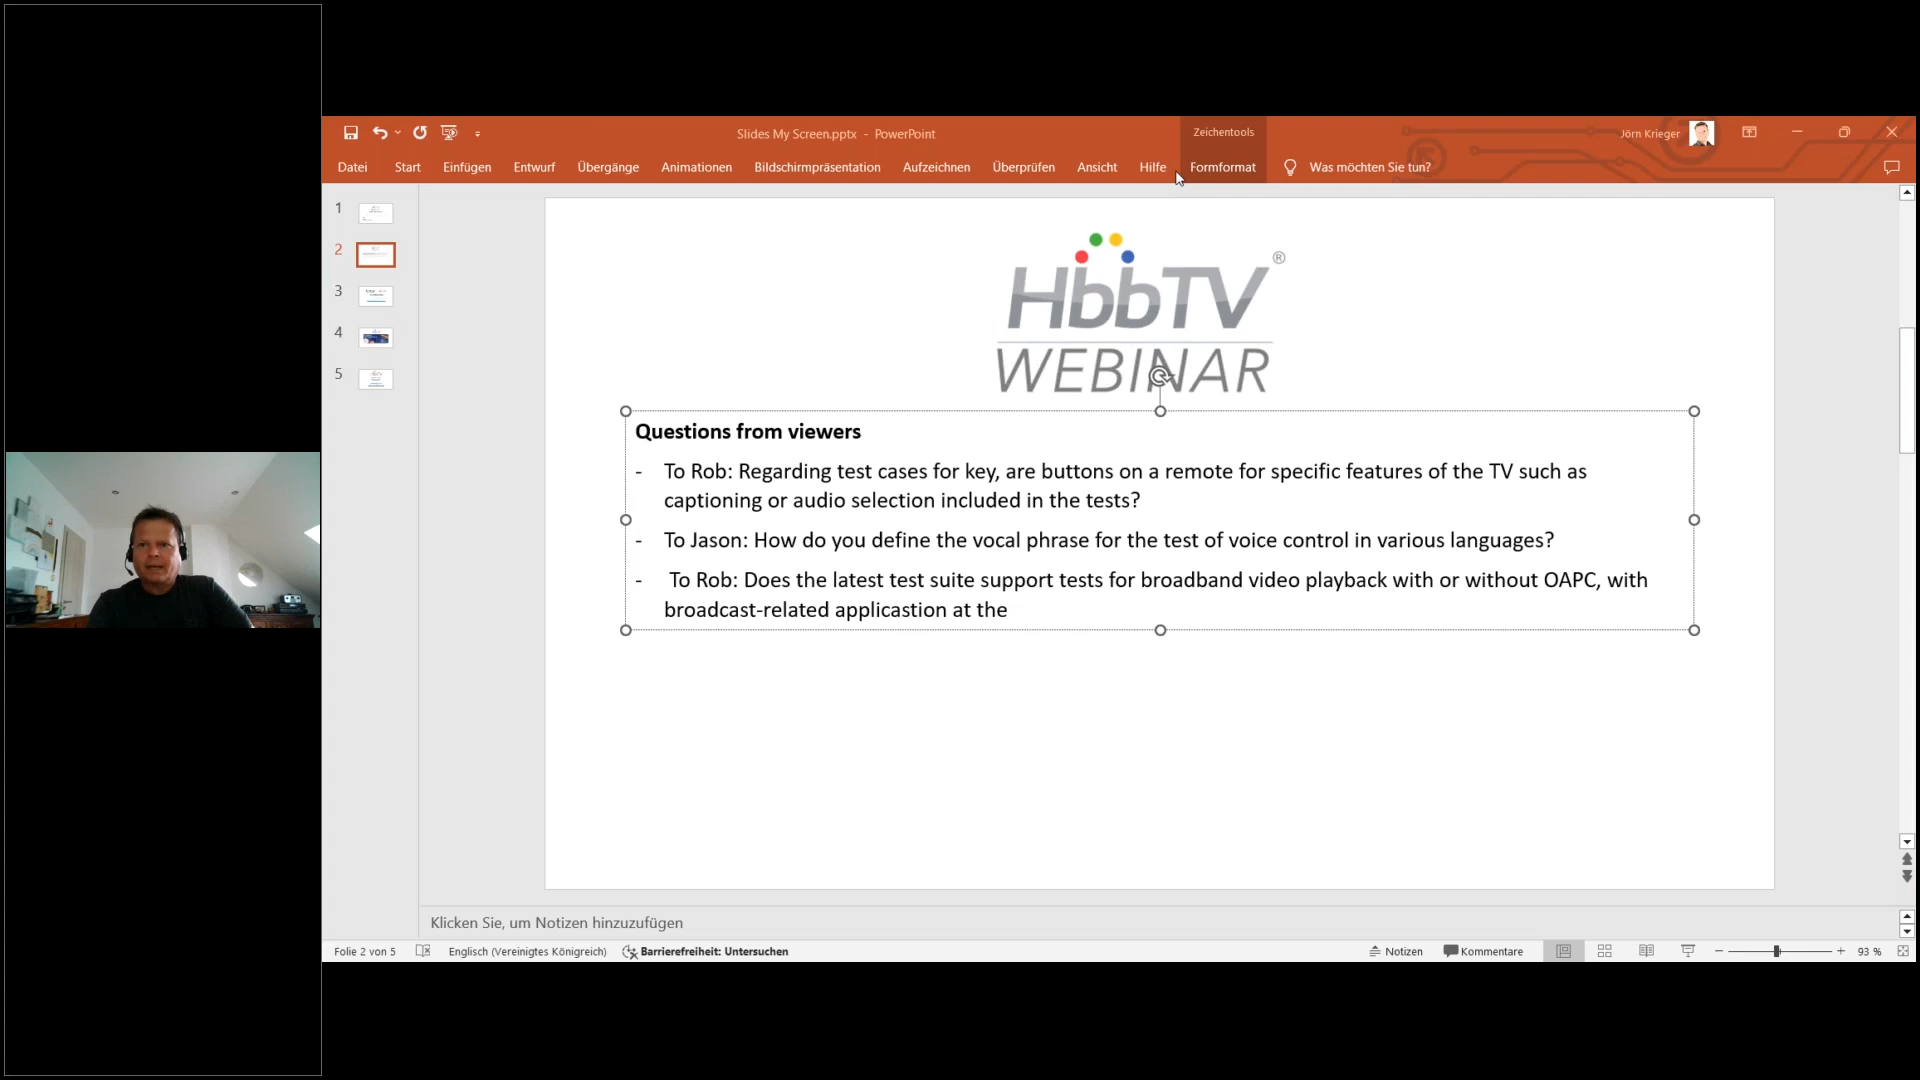 Slides My Screen.pptx - PowerPoint
Zeichentools
Jörn Krieger
Datei Start Einfügen Entwurf Übergänge Animationen Bildschirmpräsentation Aufzeichnen Überprüfen Ansicht Hilfe Formformat Was möchten Sie tun?
1
2
3
4
5
HbbTV®
WEBINAR
Questions from viewers
- To Rob: Regarding test cases for key, are buttons on a remote for specific features of the TV such as
captioning or audio selection included in the tests?
- To Jason: How do you define the vocal phrase for the test of voice control in various languages?
- To Rob: Does the latest test suite support tests for broadband video playback with or without OAPC, with
broadcast-related applicastion at the
Klicken Sie, um Notizen hinzuzufügen
Folie 2 von 5 Englisch (Vereinigtes Königreich) Barrierefreiheit: Untersuchen Notizen Kommentare 93 %